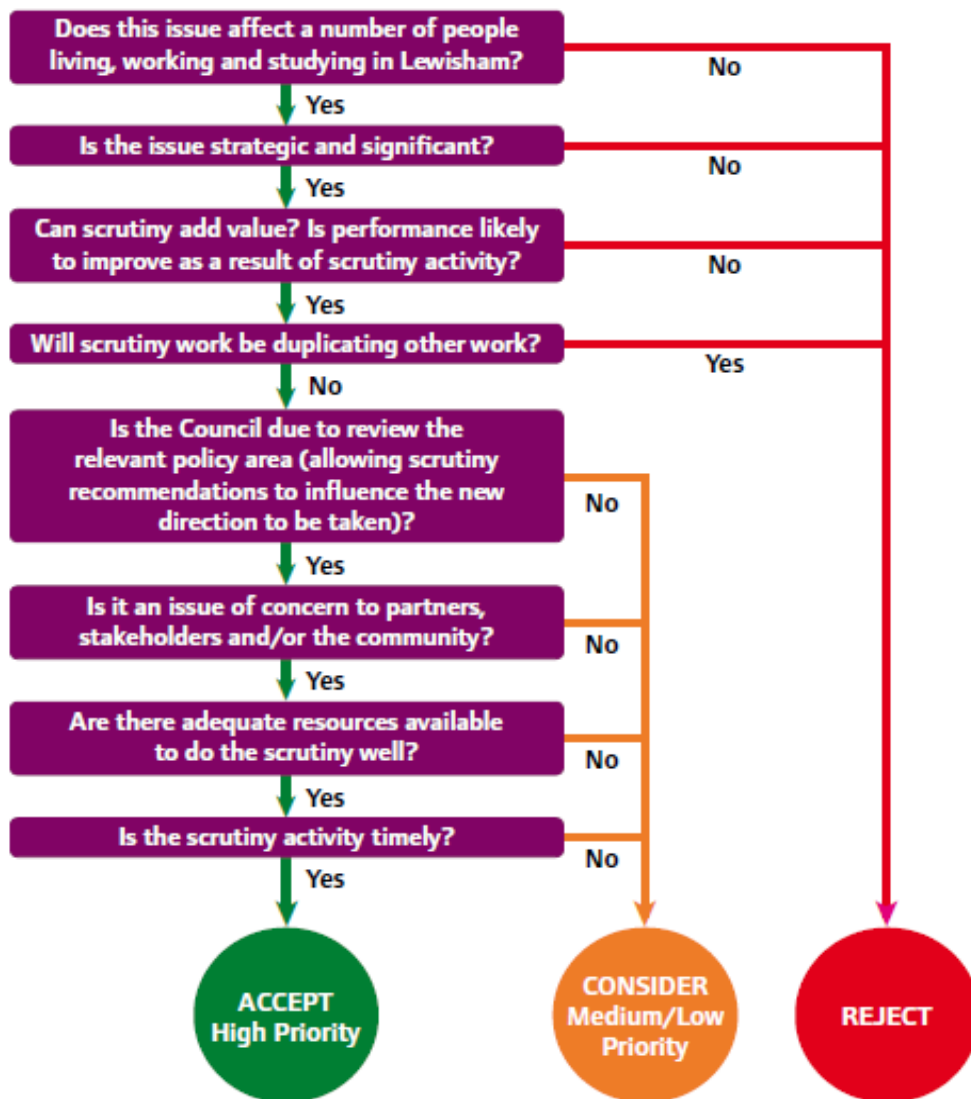 Does this issue affect a number of people
living, working and studying in Lewisham?
No
Yes
Is the issue strategic and significant?
No
Yes
Can scrutiny add value? Is performance likely
to improve as a result of scrutiny activity?
No
Yes
Will scrutiny work be duplicating other work?
Yes
No
Is the Council due to review the
relevant policy area (allowing scrutiny
recommendations to influence the new
direction to be taken)?
No
Yes
Is it an issue of concern to partners,
stakeholders and/or the community?
No
Yes
Are there adequate resources available
to do the scrutiny well?
No
Yes
Is the scrutiny activity timely?
No
Yes
ACCEPT
High Priority
CONSIDER
Medium/Low
Priority
REJECT